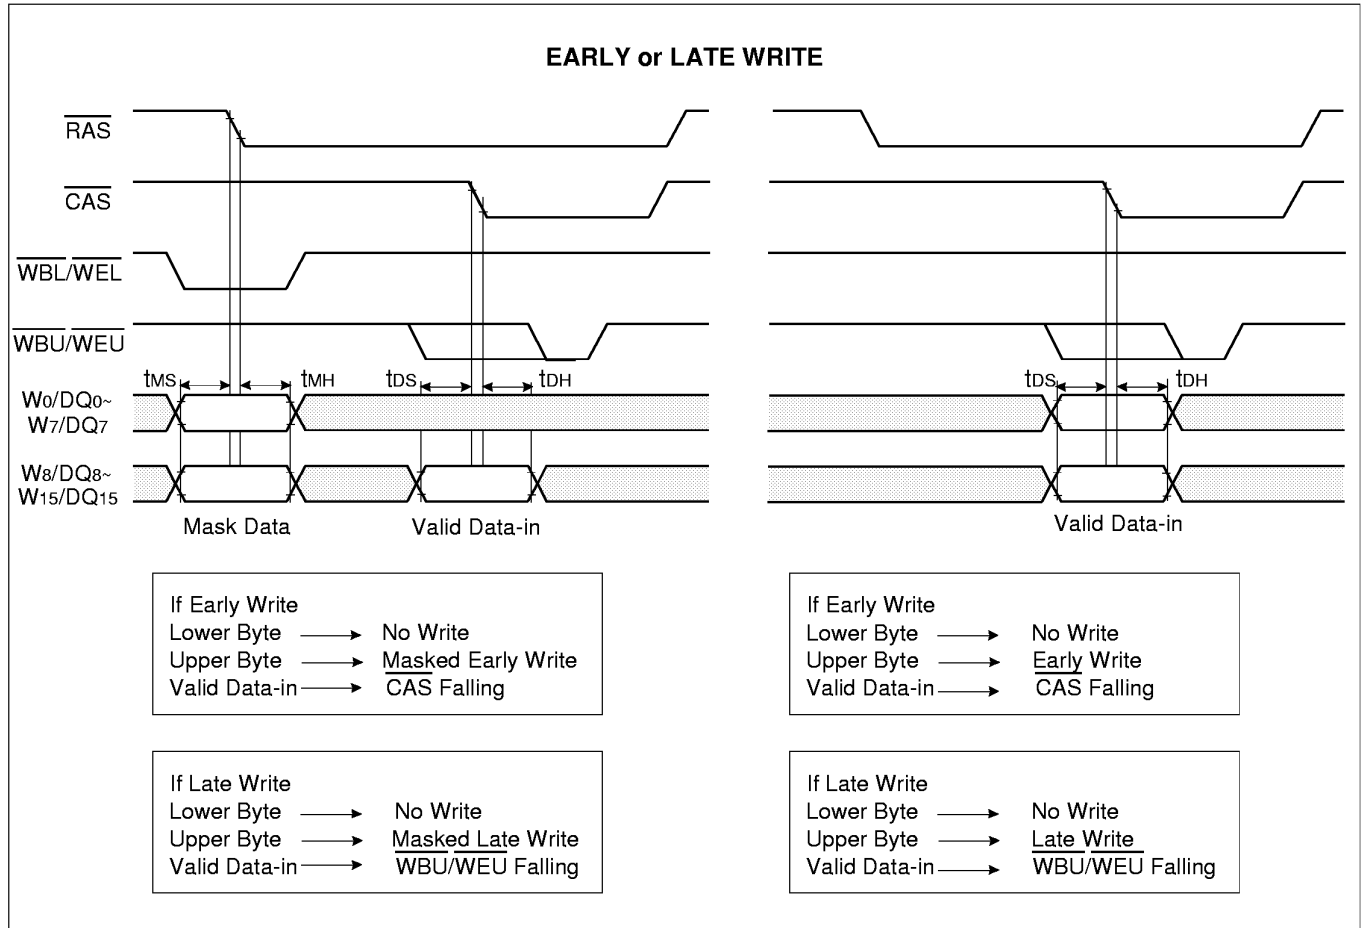 EARLY or LATE WRITE
RAS
CAS
WBL/WEL
WBU/WEU
tMS tMH tDS tDH tDS tDH
W0/DQ0~
W7/DQ7
W8/DQ8~
W15/DQ15
Mask Data Valid Data-in Valid Data-in
If Early Write
Lower Byte → No Write
Upper Byte → Masked Early Write
Valid Data-in → CAS Falling
If Early Write
Lower Byte → No Write
Upper Byte → Early Write
Valid Data-in → CAS Falling
If Late Write
Lower Byte → No Write
Upper Byte → Masked Late Write
Valid Data-in → WBU/WEU Falling
If Late Write
Lower Byte → No Write
Upper Byte → Late Write
Valid Data-in → WBU/WEU Falling